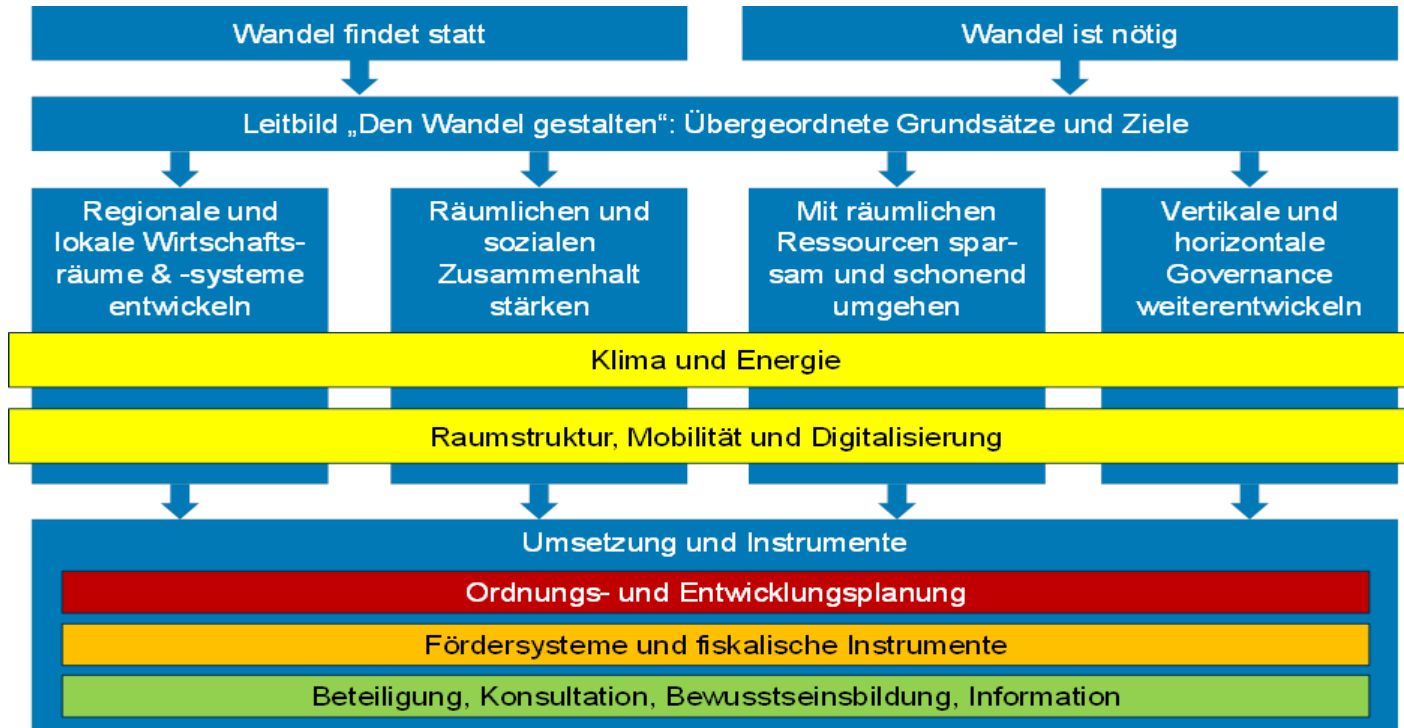 Wandel findet statt
Wandel ist nötig
Leitbild „Den Wandel gestalten“: Übergeordnete Grundsätze und Ziele
Regionale und
lokale Wirtschafts-
räume & -systeme
entwickeln
Räumlichen und
sozialen
Zusammenhalt
stärken
Mit räumlichen
Ressourcen spar-
sam und schonend
umgehen
Vertikale und
horizontale
Governance
weiterentwickeln
Klima und Energie
Raumstruktur, Mobilität und Digitalisierung
Umsetzung und Instrumente
Ordnungs- und Entwicklungsplanung
Fördersysteme und fiskalische Instrumente
Beteiligung, Konsultation, Bewusstseinsbildung, Information